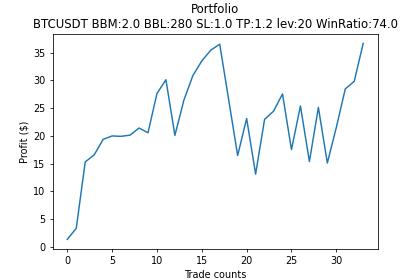 Portfolio
BTCUSDT BBM:2.0 BBL:280 SL:1.0 TP:1.2 lev:20 WinRatio:74.0
35
30
25
20
15
10
5
0
Profit ($)
0 5 10 15 20 25 30
Trade counts